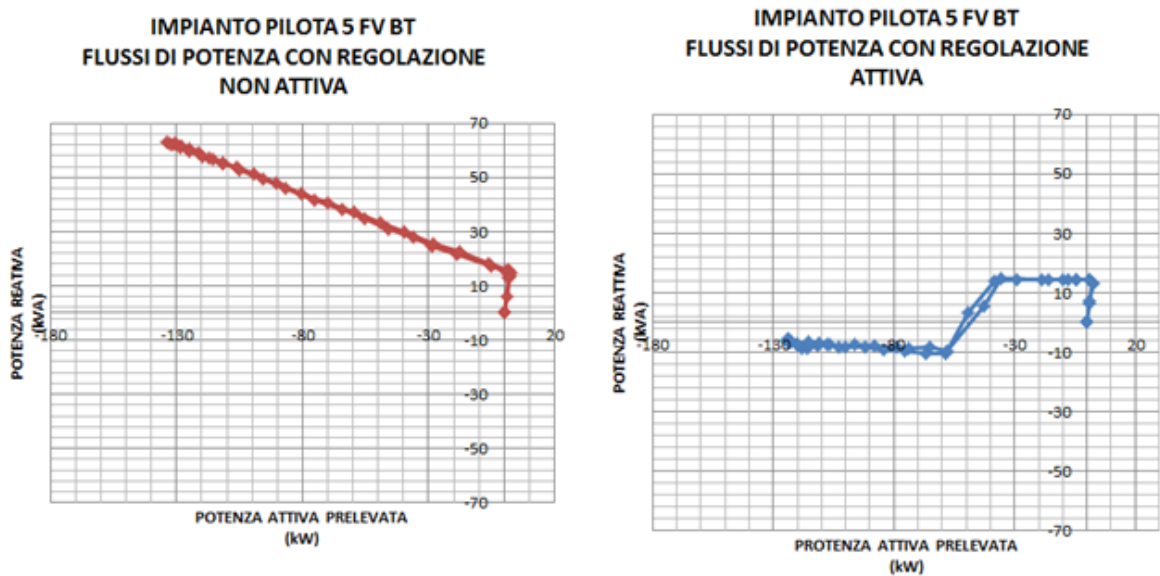 IMPIANTO PILOTA 5 FV BT
FLUSSI DI POTENZA CON REGOLAZIONE
NON ATTIVA
70
50
30
10
-180
-130
-80
-30
20
-10
-30
-50
-70
POTENZA REATIVA
(kVA)
POTENZA ATTIVA PRELEVATA
(kW)
IMPIANTO PILOTA 5 FV BT
FLUSSI DI POTENZA CON REGOLAZIONE
ATTIVA
70
50
30
10
-180
-130
-80
-30
20
-10
-30
-50
-70
POTENZA REATTIVA
(kVA)
PROTENZA ATTIVA PRELEVATA
(kW)